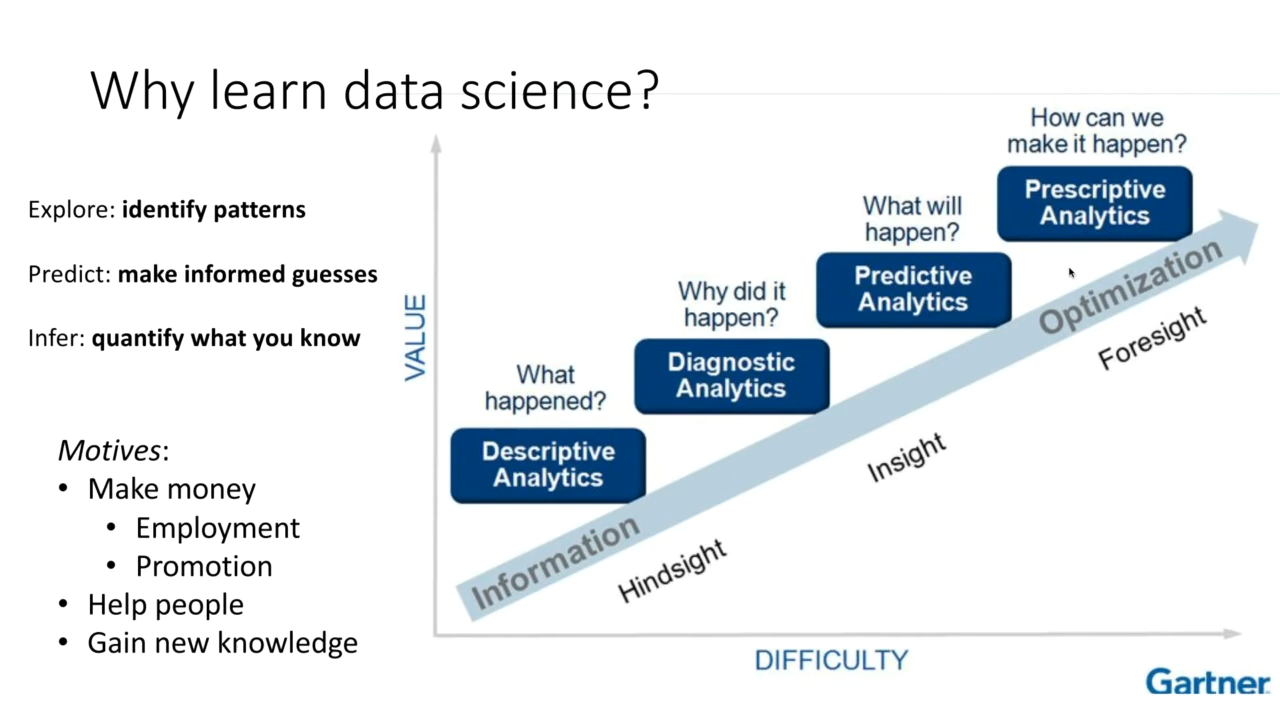 Why learn data science?
Explore: identify patterns
Predict: make informed guesses
Infer: quantify what you know
Motives:
• Make money
• Employment
• Promotion
• Help people
• Gain new knowledge
VALUE
What
happened?
Descriptive
Analytics
Why did it
happen?
Diagnostic
Analytics
What will
happen?
Predictive
Analytics
How can we
make it happen?
Prescriptive
Analytics
Information
Optimization
Hindsight
Insight
Foresight
DIFFICULTY
Gartner